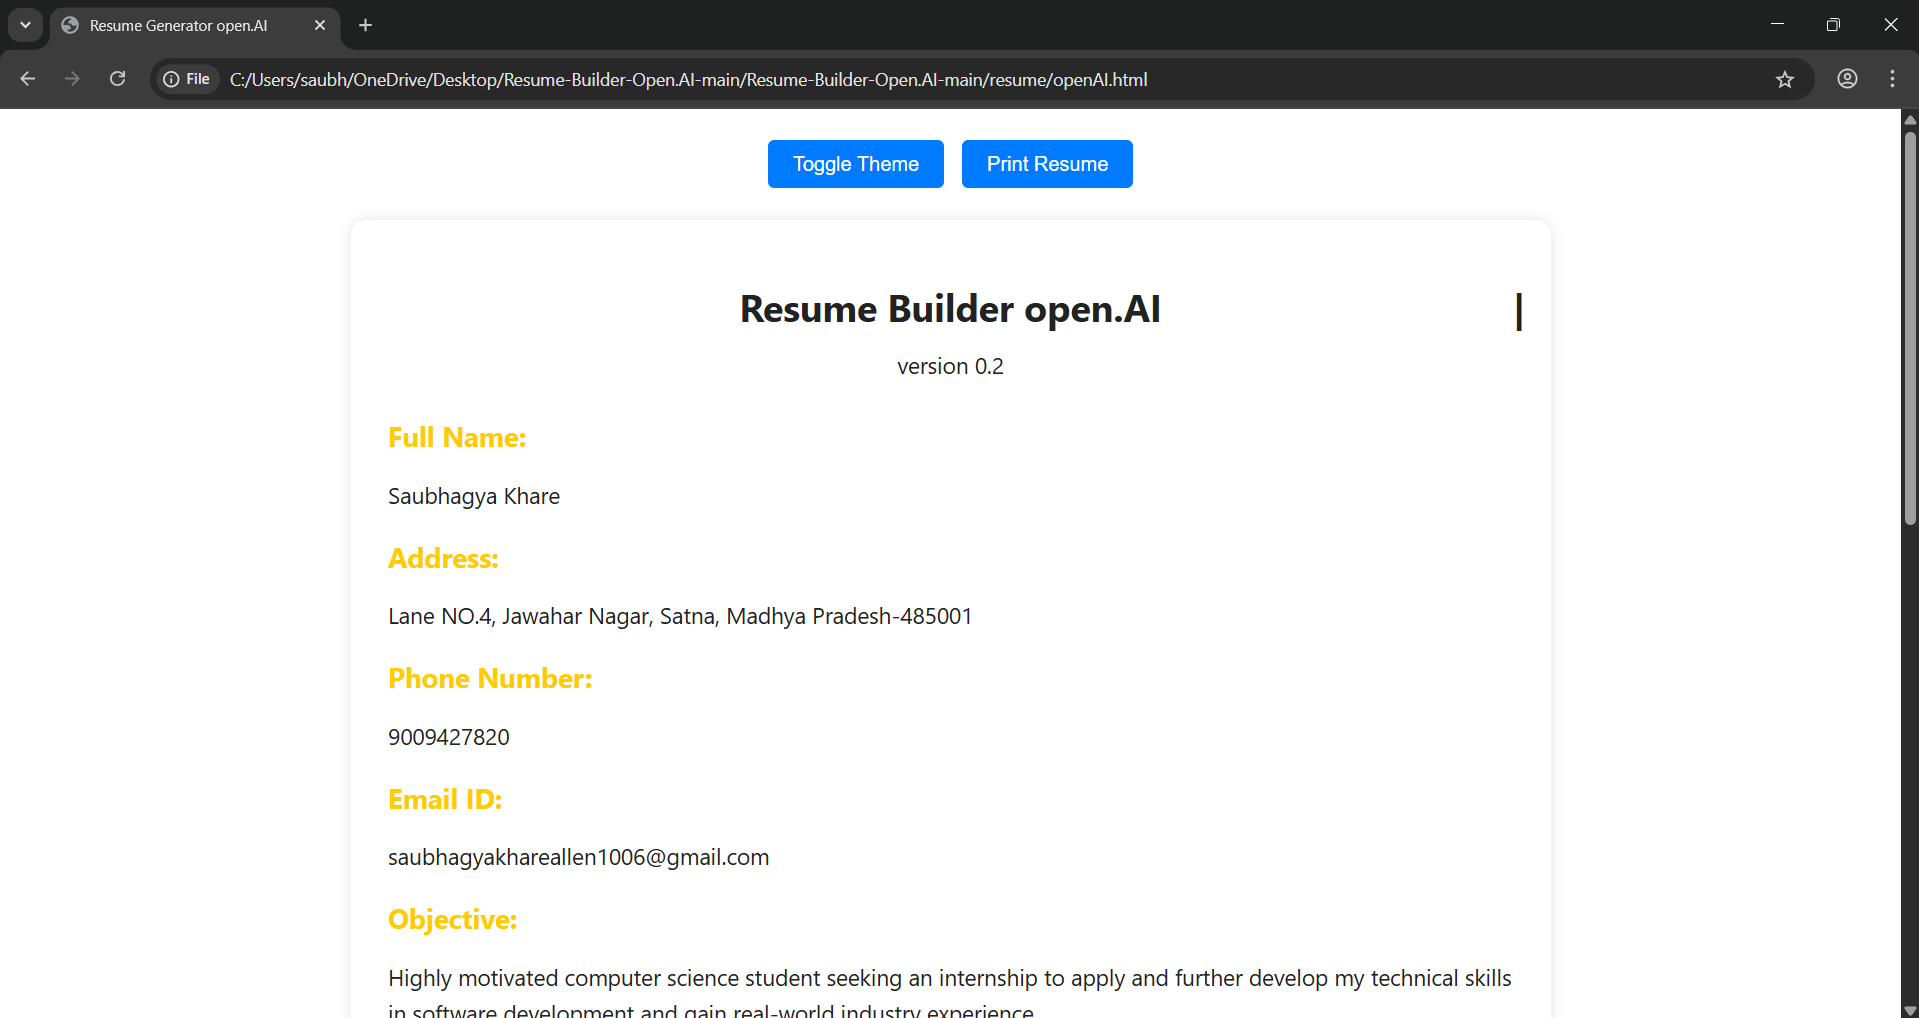 Resume Generator open.AI
File C:/Users/saubh/OneDrive/Desktop/Resume-Builder-Open.AI-main/Resume-Builder-Open.AI-main/resume/openAI.html
Toggle Theme Print Resume
Resume Builder open.AI |
version 0.2
Full Name:
Saubhagya Khare
Address:
Lane NO.4, Jawahar Nagar, Satna, Madhya Pradesh-485001
Phone Number:
9009427820
Email ID:
saubhagyakhareallen1006@gmail.com
Objective:
Highly motivated computer science student seeking an internship to apply and further develop my technical skills
in software development and gain real-world industry experience